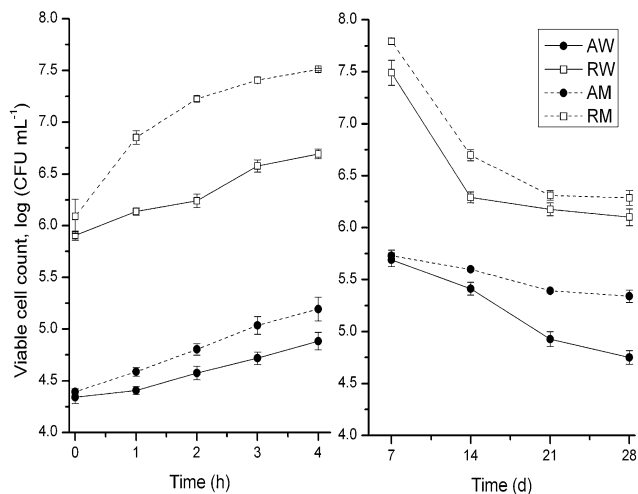 Viable cell count, log (CFU mL⁻¹)
8.0
7.5
7.0
6.5
6.0
5.5
5.0
4.5
4.0
0 1 2 3 4
Time (h)
8.0
7.5
7.0
6.5
6.0
5.5
5.0
4.5
4.0
7 14 21 28
Time (d)
AW
RW
AM
RM